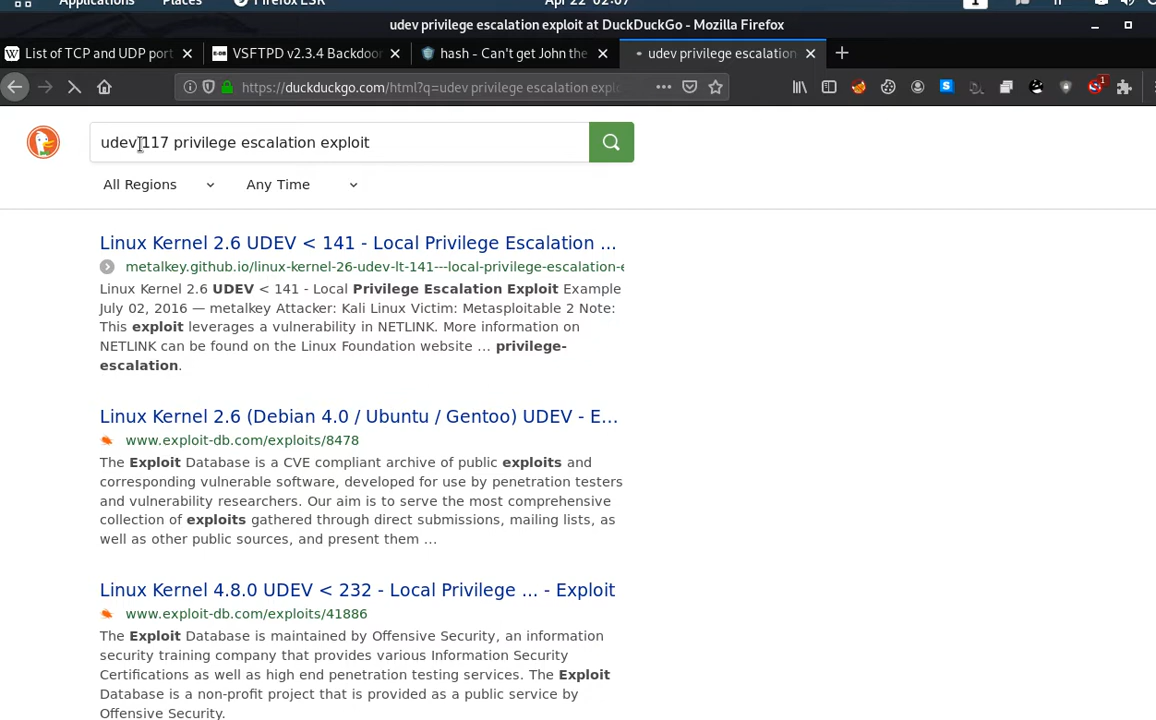 Applications Places Firefox ESR Apr 22 02:07 1
udev privilege escalation exploit at DuckDuckGo - Mozilla Firefox
List of TCP and UDP port
VSFTPD v2.3.4 Backdoor
hash - Can't get John the
udev privilege escalation
https://duckduckgo.com/html?q=udev privilege escalation explo
1
udev 117 privilege escalation exploit
All Regions
Any Time
Linux Kernel 2.6 UDEV < 141 - Local Privilege Escalation ...
metalkey.github.io/linux-kernel-26-udev-lt-141---local-privilege-escalation-e
Linux Kernel 2.6 UDEV < 141 - Local Privilege Escalation Exploit Example
July 02, 2016 — metalkey Attacker: Kali Linux Victim: Metasploitable 2 Note:
This exploit leverages a vulnerability in NETLINK. More information on
NETLINK can be found on the Linux Foundation website ... privilege-
escalation.
Linux Kernel 2.6 (Debian 4.0 / Ubuntu / Gentoo) UDEV - E...
www.exploit-db.com/exploits/8478
The Exploit Database is a CVE compliant archive of public exploits and
corresponding vulnerable software, developed for use by penetration testers
and vulnerability researchers. Our aim is to serve the most comprehensive
collection of exploits gathered through direct submissions, mailing lists, as
well as other public sources, and present them ...
Linux Kernel 4.8.0 UDEV < 232 - Local Privilege ... - Exploit
www.exploit-db.com/exploits/41886
The Exploit Database is maintained by Offensive Security, an information
security training company that provides various Information Security
Certifications as well as high end penetration testing services. The Exploit
Database is a non-profit project that is provided as a public service by
Offensive Security.